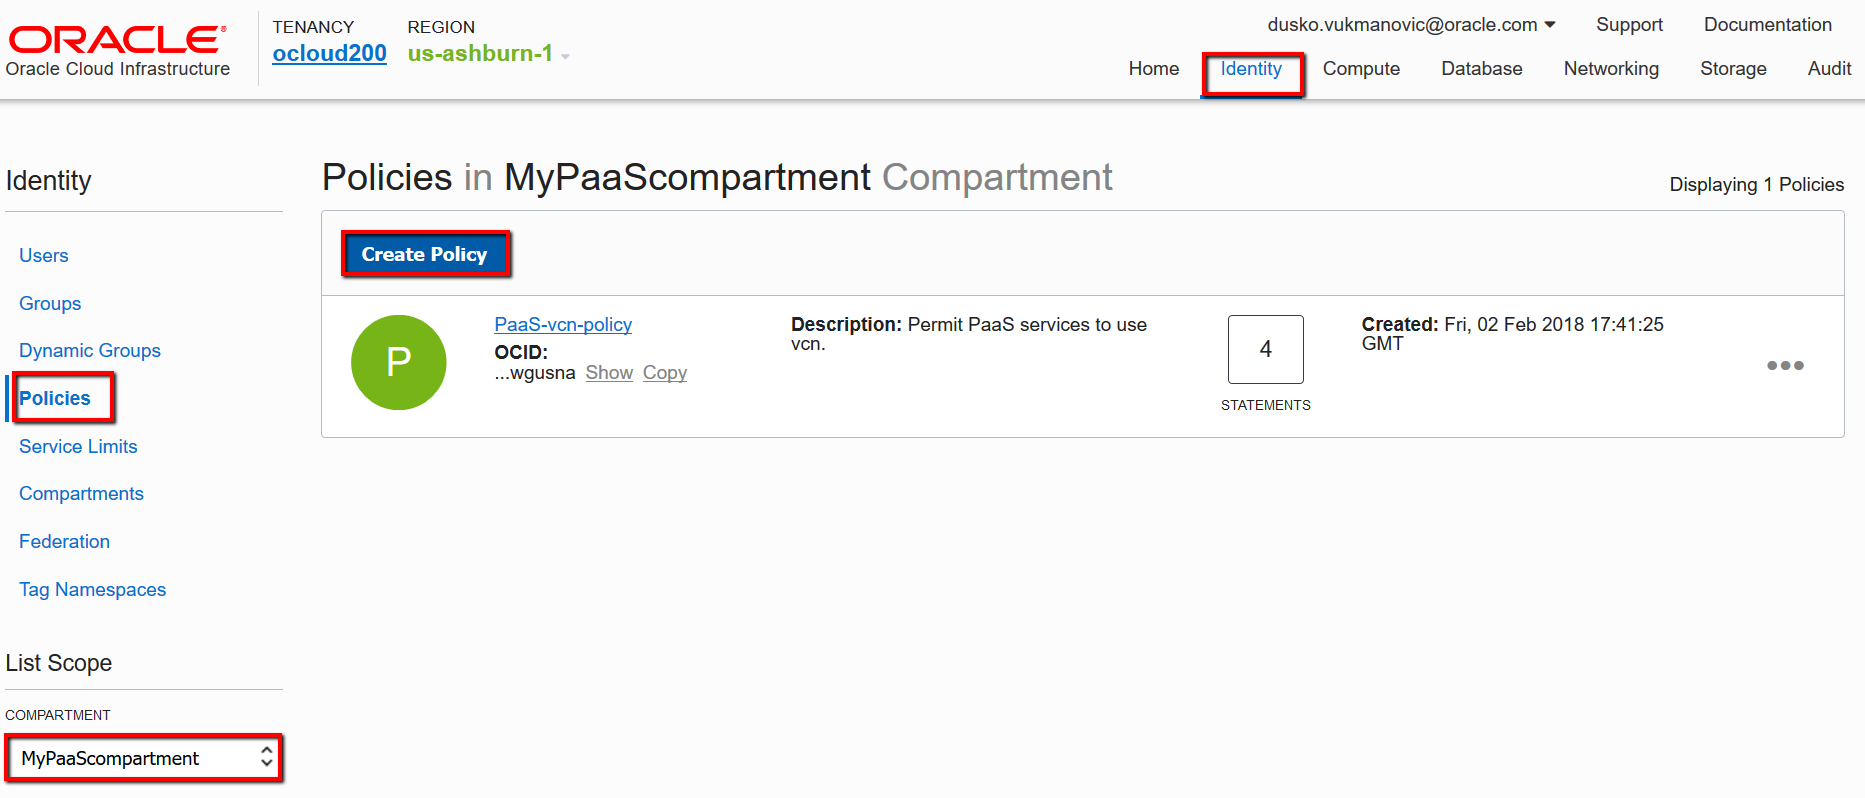 ORACLE®
Oracle Cloud Infrastructure
TENANCY
ocloud200
REGION
us-ashburn-1
dusko.vukmanovic@oracle.com Support Documentation
Home Identity Compute Database Networking Storage Audit
Identity
Users
Groups
Dynamic Groups
Policies
Service Limits
Compartments
Federation
Tag Namespaces
List Scope
COMPARTMENT
MyPaaScompartment
Policies in MyPaaScompartment Compartment
Displaying 1 Policies
Create Policy
P
PaaS-vcn-policy
OCID:
...wgusna Show Copy
Description: Permit PaaS services to use
vcn.
4
STATEMENTS
Created: Fri, 02 Feb 2018 17:41:25
GMT